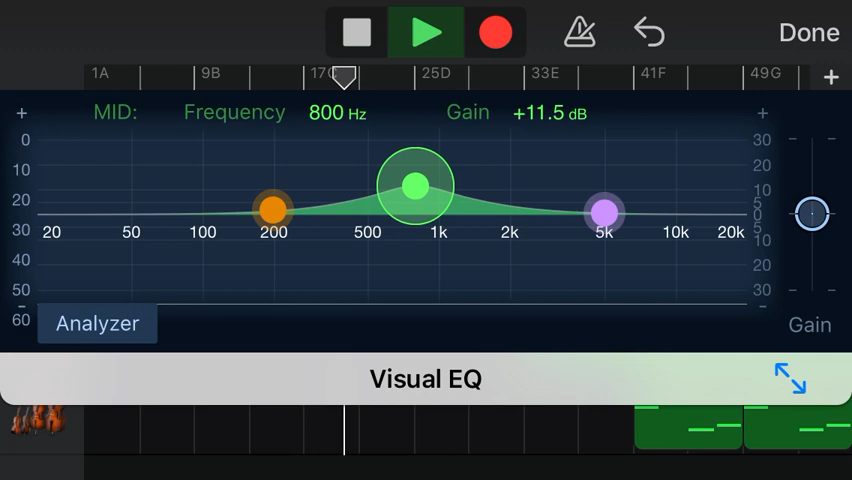 Done
1A 9B 17C 25D 33E 41F 49G +
+ MID: Frequency 800 Hz Gain +11.5 dB +
0 30
10 20
20 10
5
0
30 20 50 100 200 500 1k 2k 5k 10k 20k 5
10
40 20
50 30
60 Analyzer Gain
Visual EQ